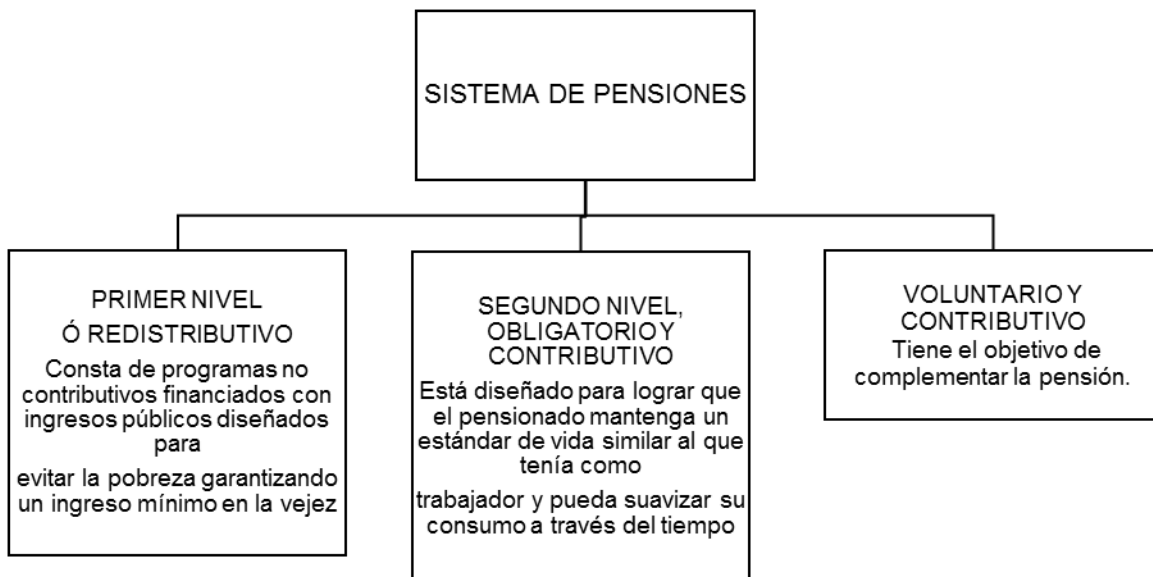 SISTEMA DE PENSIONES
PRIMER NIVEL
Ó REDISTRIBUTIVO
Consta de programas no
contributivos financiados con
ingresos públicos diseñados
para
evitar la pobreza garantizando
un ingreso mínimo en la vejez
SEGUNDO NIVEL,
OBLIGATORIO Y
CONTRIBUTIVO
Está diseñado para lograr que
el pensionado mantenga un
estándar de vida similar al que
tenía como
trabajador y pueda suavizar su
consumo a través del tiempo
VOLUNTARIO Y
CONTRIBUTIVO
Tiene el objetivo de
complementar la pensión.